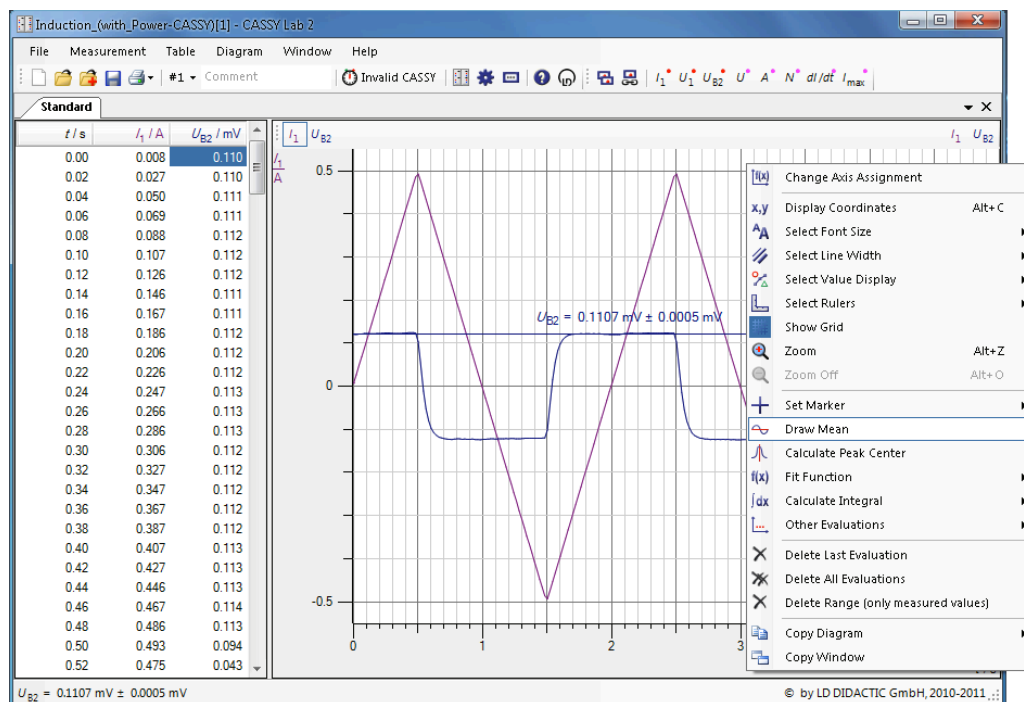 Induction_(with_Power-CASSY)[1] - CASSY Lab 2
File Measurement Table Diagram Window Help
#1 Comment Invalid CASSY I1 U1 UB2 U A N dI/dt Imax
Standard
t / s I1 / A UB2 / mV
0.00 0.008 0.110
0.02 0.027 0.110
0.04 0.050 0.111
0.06 0.069 0.111
0.08 0.088 0.112
0.10 0.107 0.112
0.12 0.126 0.112
0.14 0.146 0.111
0.16 0.167 0.111
0.18 0.186 0.112
0.20 0.206 0.112
0.22 0.226 0.112
0.24 0.247 0.113
0.26 0.266 0.113
0.28 0.286 0.113
0.30 0.306 0.112
0.32 0.327 0.112
0.34 0.347 0.112
0.36 0.367 0.112
0.38 0.387 0.112
0.40 0.407 0.113
0.42 0.427 0.113
0.44 0.446 0.113
0.46 0.467 0.114
0.48 0.486 0.113
0.50 0.493 0.094
0.52 0.475 0.043
I1 UB2 I1 UB2
I1
A
0.5
0
-0.5
UB2 = 0.1107 mV ± 0.0005 mV
0 1 2 3
f(x) Change Axis Assignment
x,y Display Coordinates Alt+C
AA Select Font Size
Select Line Width
Select Value Display
Select Rulers
Show Grid
Zoom Alt+Z
Zoom Off Alt+O
Set Marker
Draw Mean
Calculate Peak Center
f(x) Fit Function
∫dx Calculate Integral
Other Evaluations
Delete Last Evaluation
Delete All Evaluations
Delete Range (only measured values)
Copy Diagram
Copy Window
UB2 = 0.1107 mV ± 0.0005 mV
© by LD DIDACTIC GmbH, 2010-2011